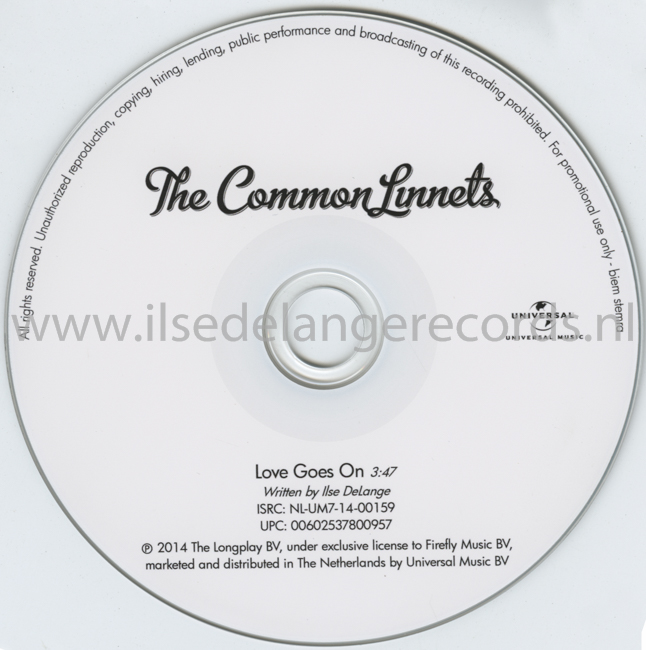 All rights reserved. Unauthorized reproduction, copying, hiring, lending, public performance and broadcasting of this recording prohibited. For promotional use only - biem stemra
The Common Linnets
www.ilsedelangerecords.nl
UNIVERSAL
UNIVERSAL MUSIC
Love Goes On 3:47
Written by Ilse DeLange
ISRC: NL-UM7-14-00159
UPC: 00602537800957
℗ 2014 The Longplay BV, under exclusive license to Firefly Music BV,
marketed and distributed in The Netherlands by Universal Music BV